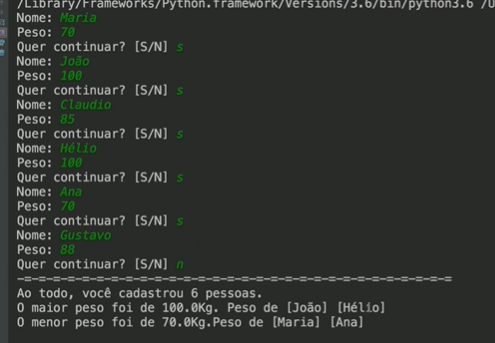 /Library/Frameworks/Python.framework/Versions/3.6/bin/python3.6 /U
Nome: Maria
Peso: 70
Quer continuar? [S/N] s
Nome: João
Peso: 100
Quer continuar? [S/N] s
Nome: Claudio
Peso: 85
Quer continuar? [S/N] s
Nome: Hélio
Peso: 100
Quer continuar? [S/N] s
Nome: Ana
Peso: 70
Quer continuar? [S/N] s
Nome: Gustavo
Peso: 88
Quer continuar? [S/N] n
-=-=-=-=-=-=-=-=-=-=-=-=-=-=-=-=-=-=-=-=-=-=-=-=-=-=-=-=-=-=
Ao todo, você cadastrou 6 pessoas.
O maior peso foi de 100.0Kg. Peso de [João] [Hélio]
O menor peso foi de 70.0Kg.Peso de [Maria] [Ana]